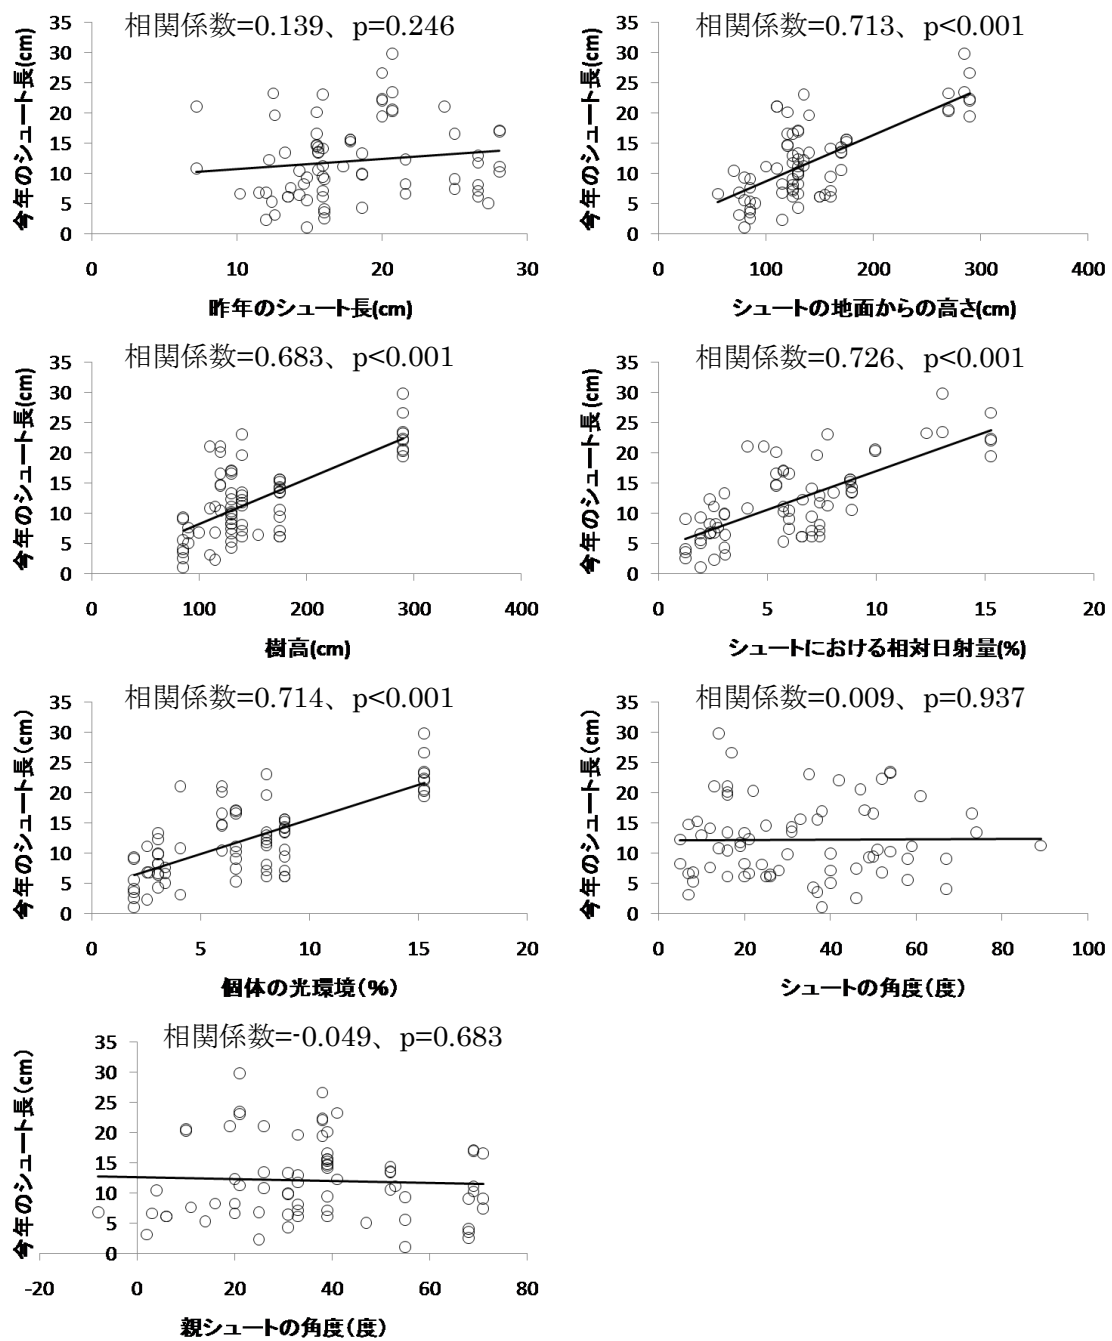 相関係数=0.139、p=0.246
今年のシュート長(cm)
35
30
25
20
15
10
5
0
0 10 20 30
昨年のシュート長(cm)
相関係数=0.713、p<0.001
今年のシュート長(cm)
35
30
25
20
15
10
5
0
0 100 200 300 400
シュートの地面からの高さ(cm)
相関係数=0.683、p<0.001
今年のシュート長(cm)
35
30
25
20
15
10
5
0
0 100 200 300 400
樹高(cm)
相関係数=0.726、p<0.001
今年のシュート長(cm)
35
30
25
20
15
10
5
0
0 5 10 15 20
シュートにおける相対日射量(%)
相関係数=0.714、p<0.001
今年のシュート長(cm)
35
30
25
20
15
10
5
0
0 5 10 15 20
個体の光環境(%)
相関係数=0.009、p=0.937
今年のシュート長(cm)
35
30
25
20
15
10
5
0
0 20 40 60 80 100
シュートの角度(度)
相関係数=-0.049、p=0.683
今年のシュート長(cm)
35
30
25
20
15
10
5
0
-20 0 20 40 60 80
親シュートの角度(度)